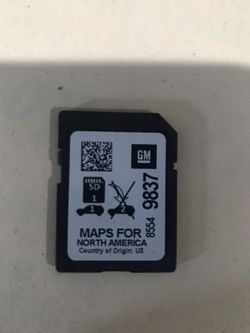 GM
SD
1
1
2
MAPS FOR
NORTH AMERICA
Country of Origin: US
8554
9837